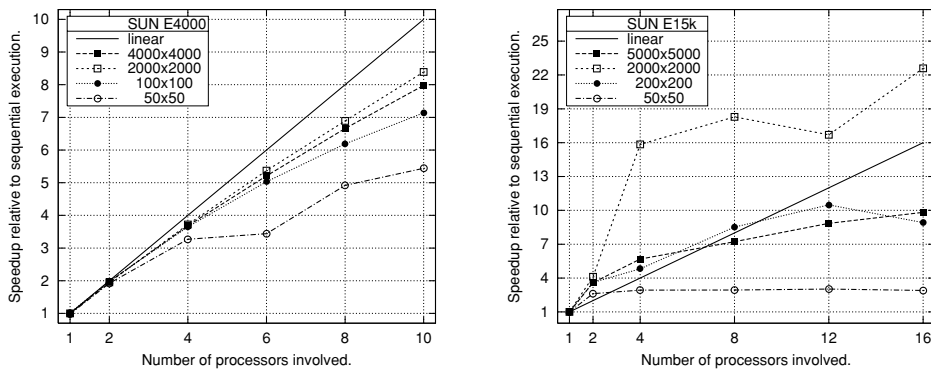 Speedup relative to sequential execution.
10
9
8
7
6
5
4
3
2
1
SUN E4000
linear
4000x4000
2000x2000
100x100
50x50
1 2 4 6 8 10
Number of processors involved.
Speedup relative to sequential execution.
25
22
19
16
13
10
7
4
1
SUN E15k
linear
5000x5000
2000x2000
200x200
50x50
1 2 4 8 12 16
Number of processors involved.